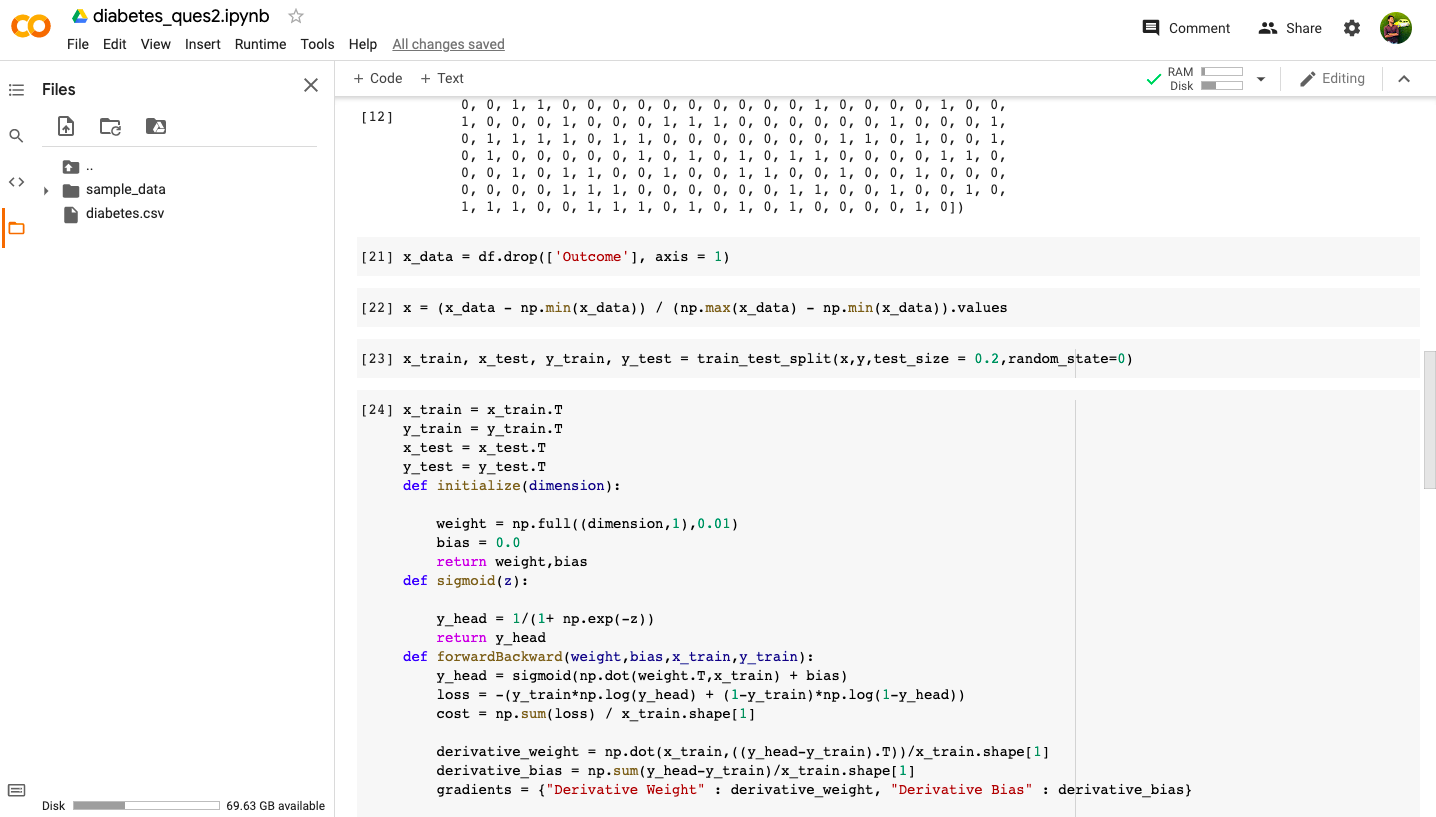 diabetes_ques2.ipynb
File Edit View Insert Runtime Tools Help All changes saved
Comment Share
Files
..
sample_data
diabetes.csv
Disk 69.63 GB available
+ Code + Text
RAM
Disk
Editing
0, 0, 1, 1, 0, 0, 0, 0, 0, 0, 0, 0, 0, 0, 1, 0, 0, 0, 0, 1, 0, 0,
[12]
1, 0, 0, 0, 1, 0, 0, 0, 1, 1, 1, 0, 0, 0, 0, 0, 0, 1, 0, 0, 0, 1,
0, 1, 1, 1, 1, 0, 1, 1, 0, 0, 0, 0, 0, 0, 0, 1, 1, 0, 1, 0, 0, 1,
0, 1, 0, 0, 0, 0, 0, 1, 0, 1, 0, 1, 0, 1, 1, 0, 0, 0, 0, 1, 1, 0,
0, 0, 1, 0, 1, 1, 0, 0, 1, 0, 0, 1, 1, 0, 0, 1, 0, 0, 1, 0, 0, 0,
0, 0, 0, 0, 1, 1, 1, 0, 0, 0, 0, 0, 0, 1, 1, 0, 0, 1, 0, 0, 1, 0,
1, 1, 1, 0, 0, 1, 1, 1, 0, 1, 0, 1, 0, 1, 0, 0, 0, 0, 1, 0])
[21] x_data = df.drop(['Outcome'], axis = 1)
[22] x = (x_data - np.min(x_data)) / (np.max(x_data) - np.min(x_data)).values
[23] x_train, x_test, y_train, y_test = train_test_split(x,y,test_size = 0.2,random_state=0)
[24] x_train = x_train.T
y_train = y_train.T
x_test = x_test.T
y_test = y_test.T
def initialize(dimension):
weight = np.full((dimension,1),0.01)
bias = 0.0
return weight,bias
def sigmoid(z):
y_head = 1/(1+ np.exp(-z))
return y_head
def forwardBackward(weight,bias,x_train,y_train):
y_head = sigmoid(np.dot(weight.T,x_train) + bias)
loss = -(y_train*np.log(y_head) + (1-y_train)*np.log(1-y_head))
cost = np.sum(loss) / x_train.shape[1]
derivative_weight = np.dot(x_train,((y_head-y_train).T))/x_train.shape[1]
derivative_bias = np.sum(y_head-y_train)/x_train.shape[1]
gradients = {"Derivative Weight" : derivative_weight, "Derivative Bias" : derivative_bias}